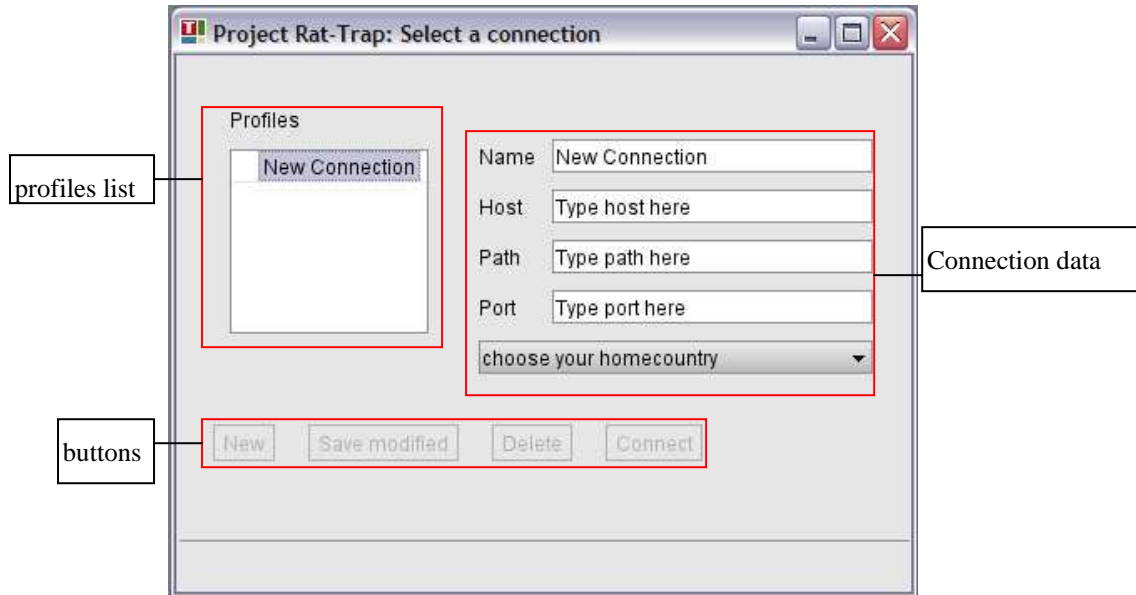 Project Rat-Trap: Select a connection
Profiles
New Connection
Name New Connection
Host Type host here
Path Type path here
Port Type port here
choose your homecountry
New Save modified Delete Connect
profiles list
Connection data
buttons